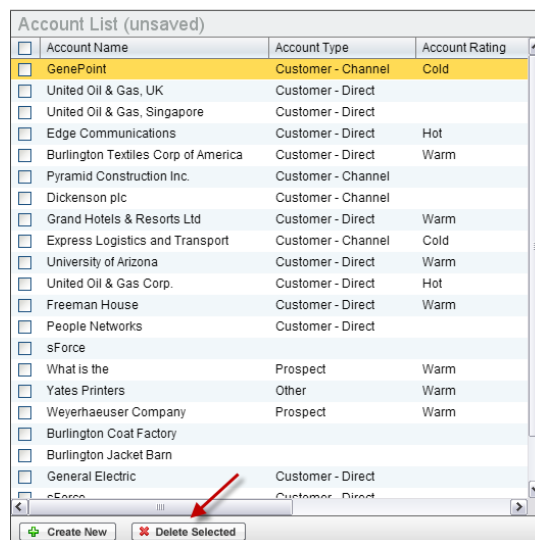 Account List (unsaved)
Account Name Account Type Account Rating
GenePoint Customer - Channel Cold
United Oil & Gas, UK Customer - Direct
United Oil & Gas, Singapore Customer - Direct
Edge Communications Customer - Direct Hot
Burlington Textiles Corp of America Customer - Direct Warm
Pyramid Construction Inc. Customer - Channel
Dickenson plc Customer - Channel
Grand Hotels & Resorts Ltd Customer - Direct Warm
Express Logistics and Transport Customer - Channel Cold
University of Arizona Customer - Direct Warm
United Oil & Gas Corp. Customer - Direct Hot
Freeman House Customer - Direct Warm
People Networks Customer - Direct
sForce
What is the Prospect Warm
Yates Printers Other Warm
Weyerhaeuser Company Prospect Warm
Burlington Coat Factory
Burlington Jacket Barn
General Electric Customer - Direct
sForce Customer - Direct
Create New Delete Selected